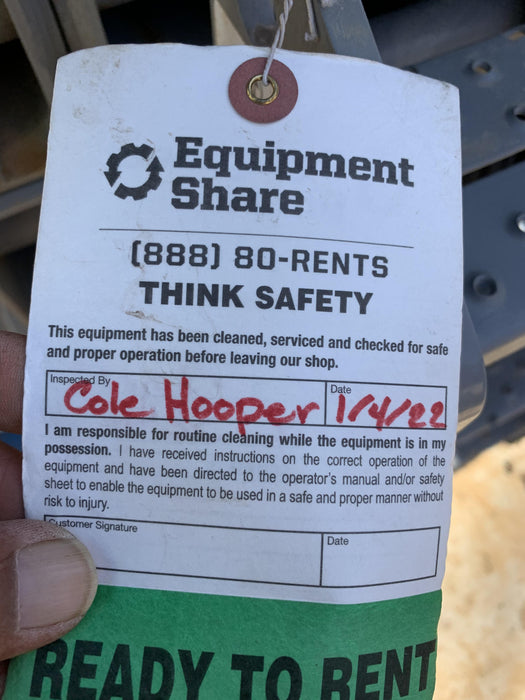 Equipment
Share
(888) 80-RENTS
THINK SAFETY
This equipment has been cleaned, serviced and checked for safe
and proper operation before leaving our shop.
Inspected By
Cole Hooper
Date
1/4/22
I am responsible for routine cleaning while the equipment is in my
possession. I have received instructions on the correct operation of the
equipment and have been directed to the operator's manual and/or safety
sheet to enable the equipment to be used in a safe and proper manner without
risk to injury.
Customer Signature
Date
READY TO RENT